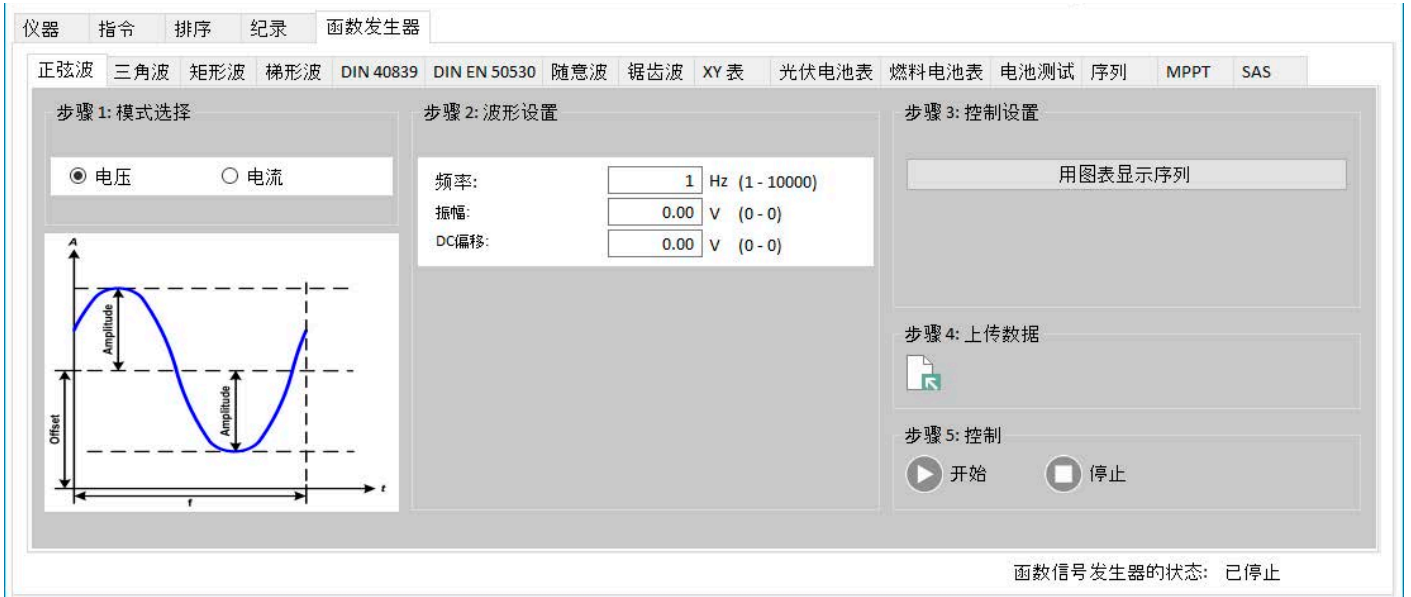 仪器 指令 排序 纪录 函数发生器
正弦波 三角波 矩形波 梯形波 DIN 40839 DIN EN 50530 随意波 锯齿波 XY 表 光伏电池表 燃料电池表 电池测试 序列 MPPT SAS
步骤 1: 模式选择
电压 电流
A
Amplitude
Amplitude
Offset
f
t
步骤 2: 波形设置
频率: 1 Hz (1 - 10000)
振幅: 0.00 V (0 - 0)
DC偏移: 0.00 V (0 - 0)
步骤 3: 控制设置
用图表显示序列
步骤 4: 上传数据
步骤 5: 控制
开始 停止
函数信号发生器的状态: 已停止